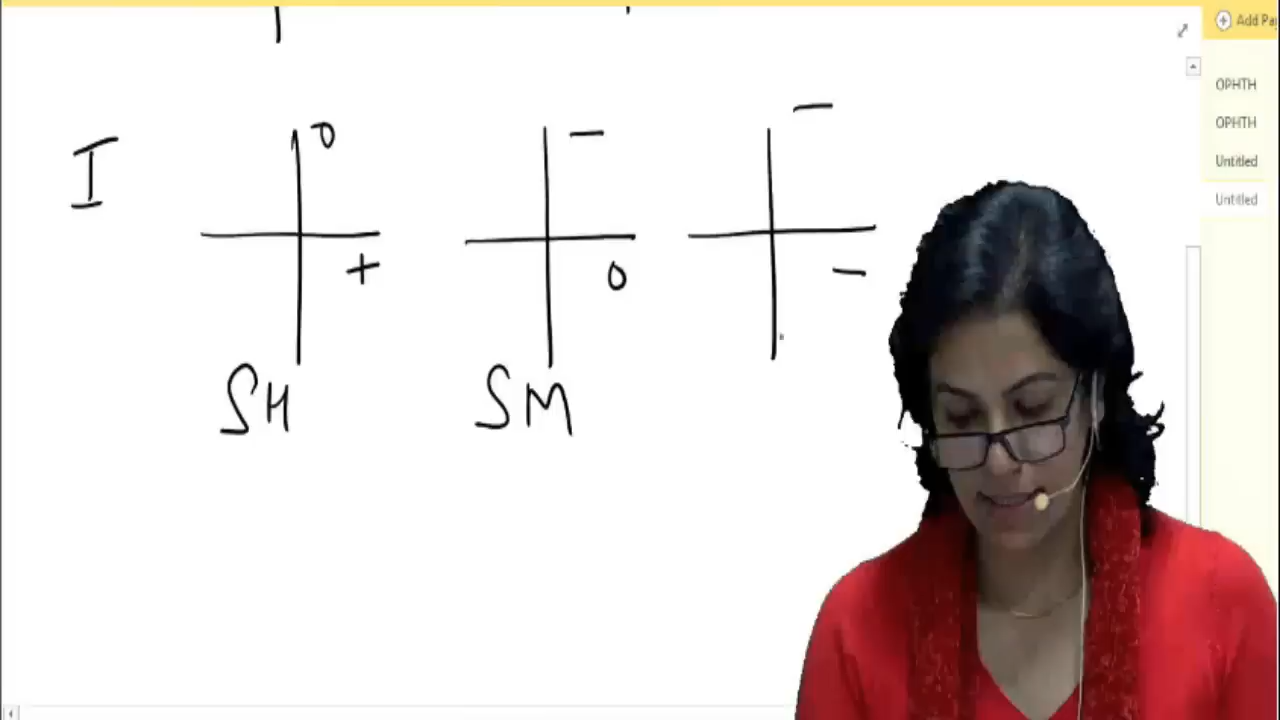 Add Pa
OPHTH
OPHTH
Untitled
Untitled
I
0
+
SH
−
0
SM
−
−